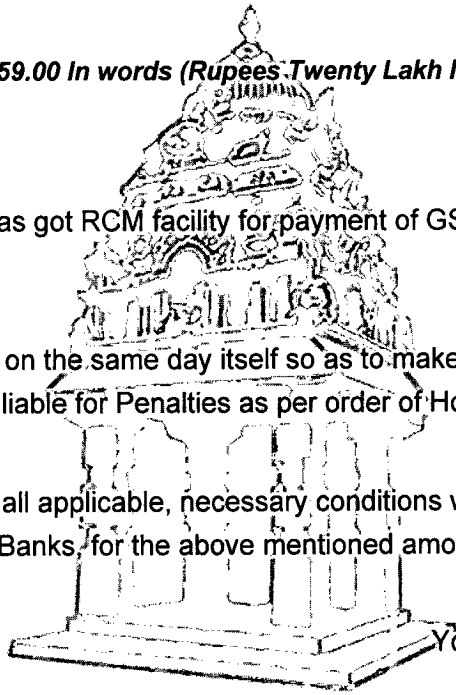 59.00 In words (Rupees Twenty Lakh
as got RCM facility for payment of GS
on the same day itself so as to make
liable for Penalties as per order of Ho
all applicable, necessary conditions
Banks, for the above mentioned amo
Yo